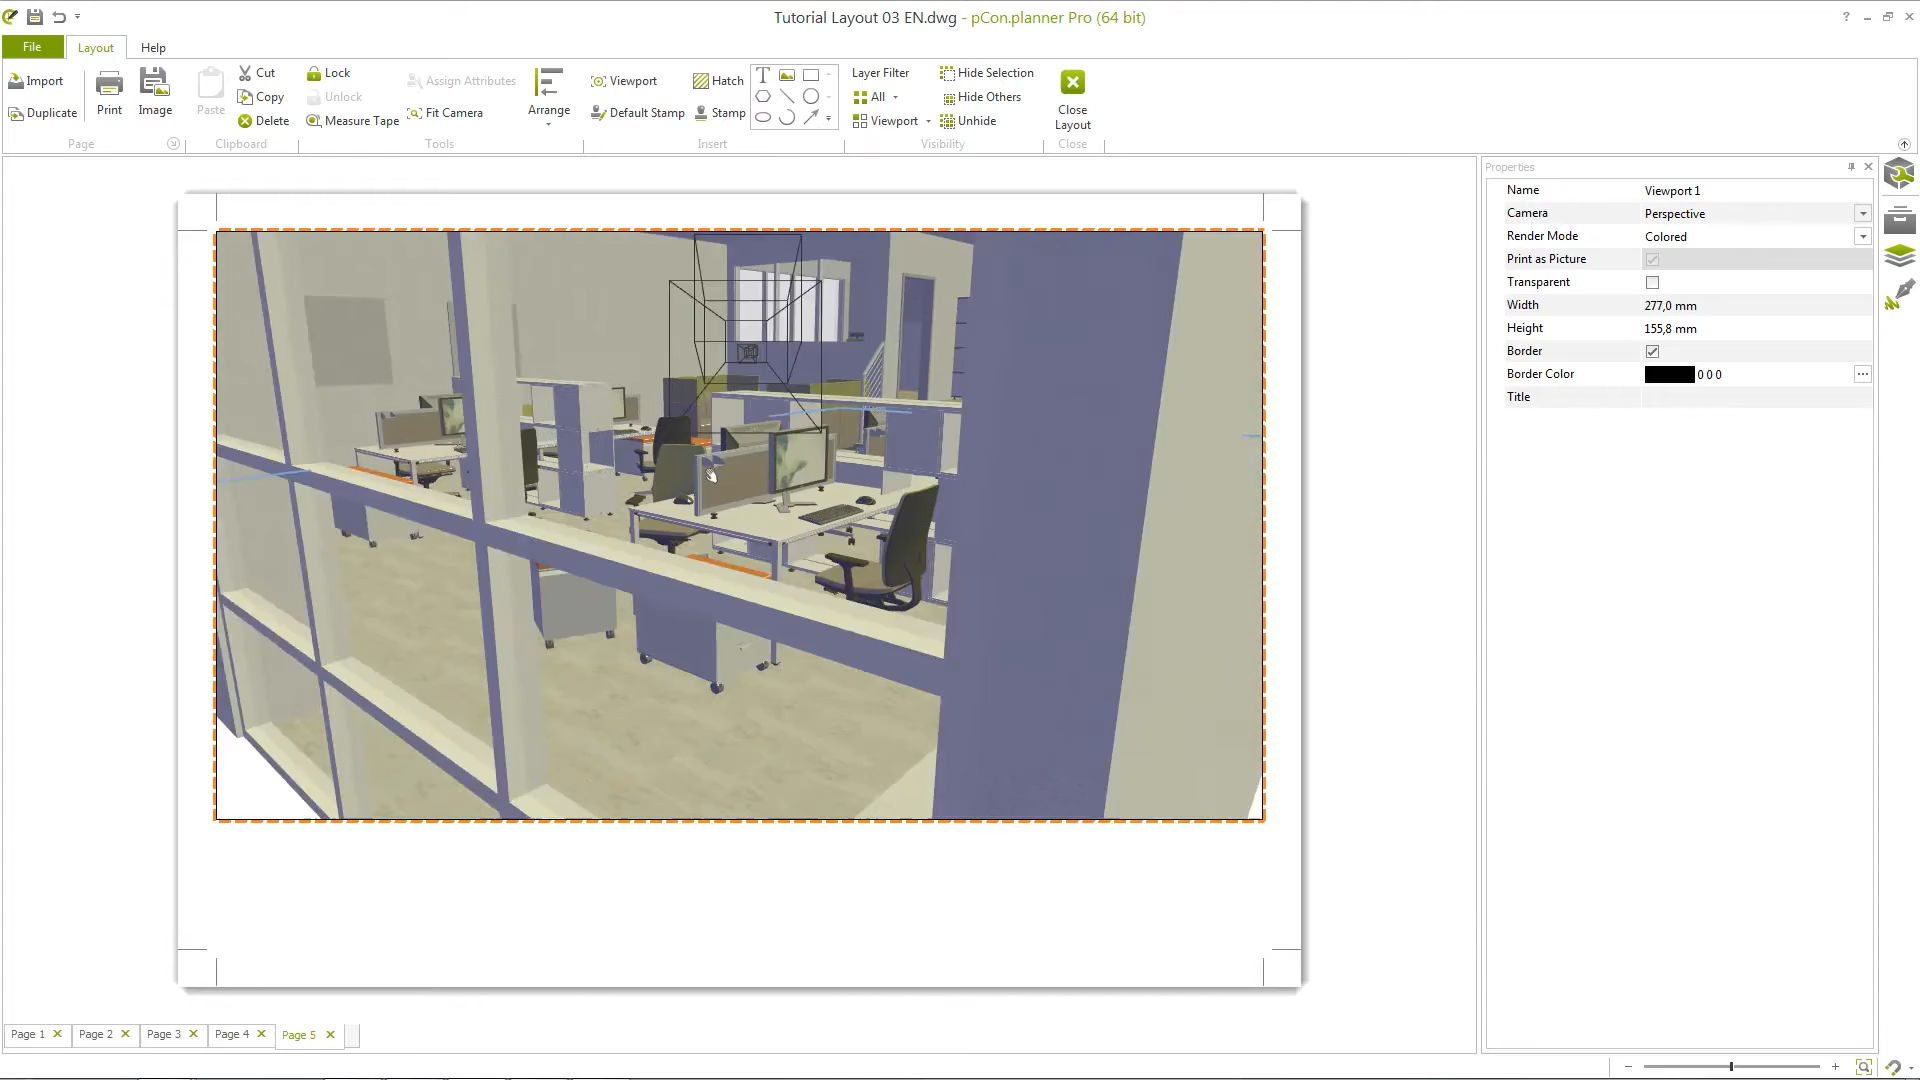 Tutorial Layout 03 EN.dwg - pCon.planner Pro (64 bit)
File
Layout
Help
Import
Duplicate
Print
Image
Page
Paste
Cut
Copy
Delete
Clipboard
Lock
Unlock
Measure Tape
Assign Attributes
Fit Camera
Tools
Arrange
Viewport
Default Stamp
Hatch
Stamp
Insert
Layer Filter
All
Viewport
Hide Selection
Hide Others
Unhide
Visibility
Close
Layout
Close
Properties
Name Viewport 1
Camera Perspective
Render Mode Colored
Print as Picture
Transparent
Width 277,0 mm
Height 155,8 mm
Border
Border Color 0 0 0
Title
Page 1
Page 2
Page 3
Page 4
Page 5